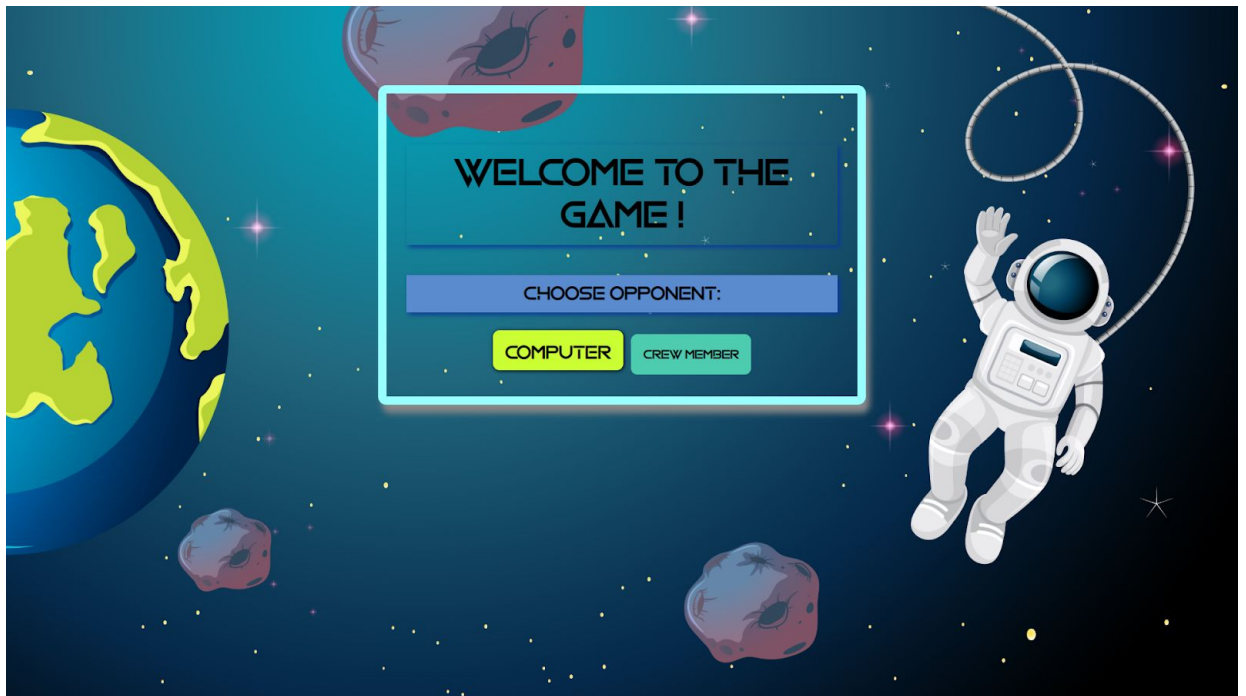 WELCOME TO THE
GAME !
CHOOSE OPPONENT:
COMPUTER
CREW MEMBER